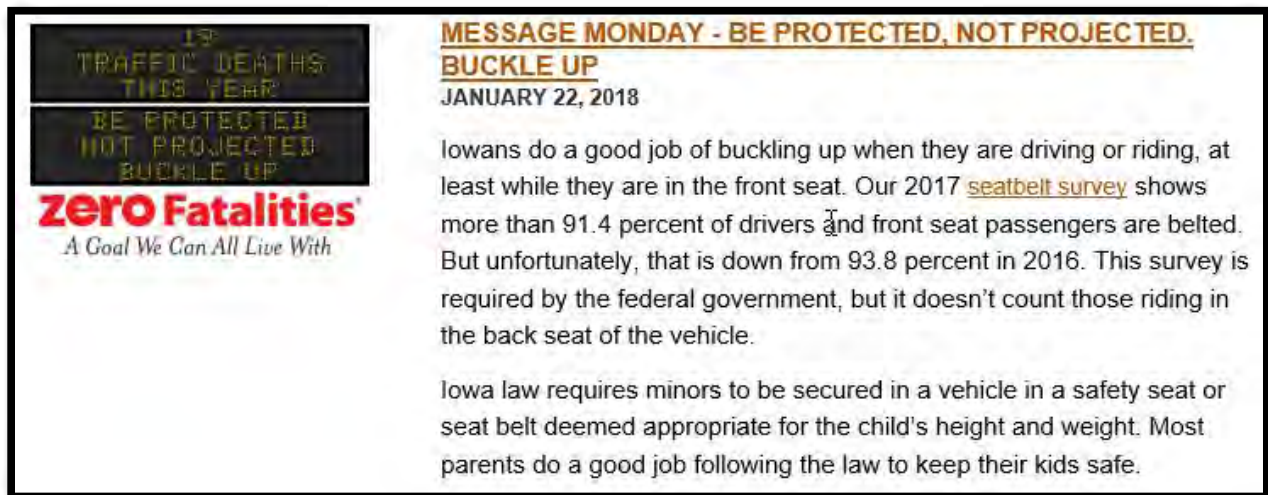 19
TRAFFIC DEATHS
THIS YEAR
BE PROTECTED
NOT PROJECTED
BUCKLE UP
zero Fatalities
A Goal We Can All Live With
MESSAGE MONDAY - BE PROTECTED, NOT PROJECTED.
BUCKLE UP
JANUARY 22, 2018
Iowans do a good job of buckling up when they are driving or riding, at
least while they are in the front seat. Our 2017 seatbelt survey shows
more than 91.4 percent of drivers and front seat passengers are belted.
But unfortunately, that is down from 93.8 percent in 2016. This survey is
required by the federal government, but it doesn't count those riding in
the back seat of the vehicle.
Iowa law requires minors to be secured in a vehicle in a safety seat or
seat belt deemed appropriate for the child's height and weight. Most
parents do a good job following the law to keep their kids safe.